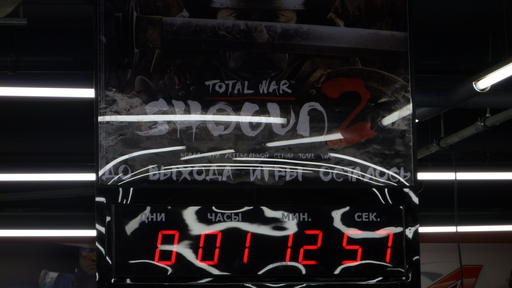 TOTAL WAR
SHOGUN 2
ДО ВЫХОДА ИГРЫ ОСТАЛОСЬ
ДНИ ЧАСЫ МИН. СЕК.
8 01 12 57